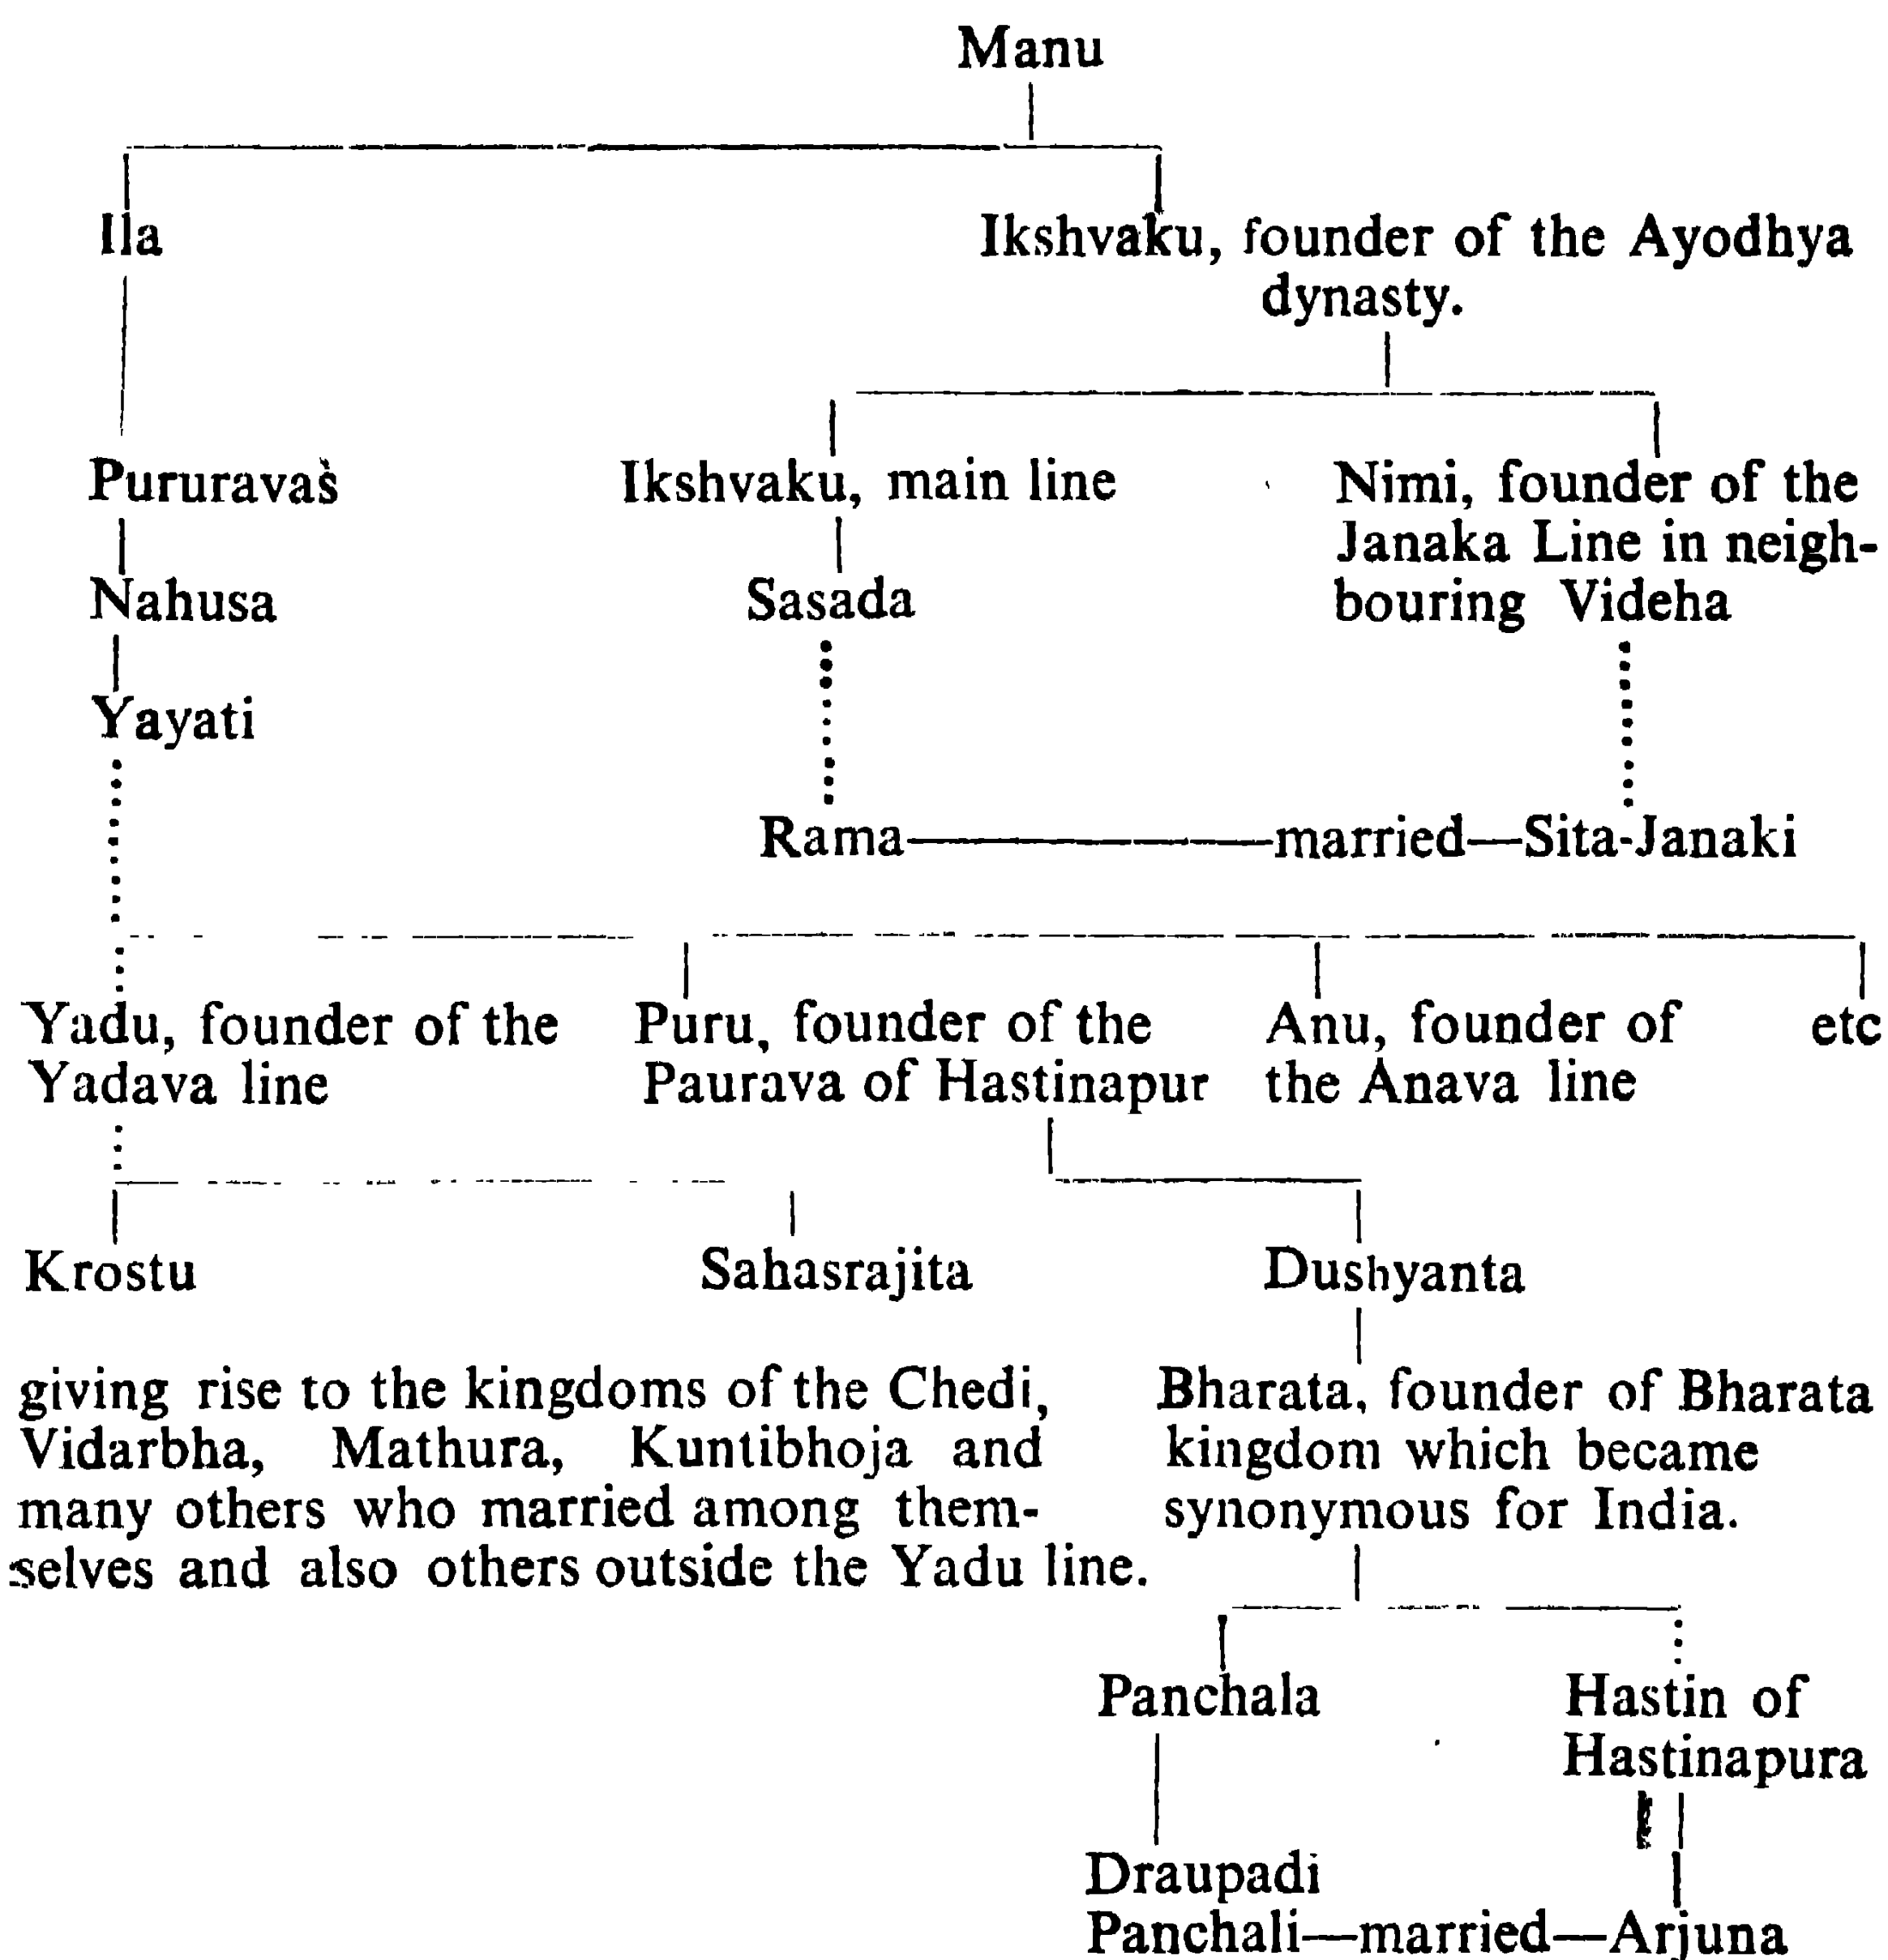 Manu
Ila
Ikshvaku, founder of the Ayodhya
dynasty.
Pururavas
Ikshvaku, main line
Nimi, founder of the
Janaka Line in neigh-
bouring Videha
Nahusa
Sasada
Yayati
Rama married Sita-Janaki
Yadu, founder of the
Yadava line
Puru, founder of the
Paurava of Hastinapur
Anu, founder of
the Anava line
etc
Krostu
Sahasrajita
Dushyanta
giving rise to the kingdoms of the Chedi,
Vidarbha, Mathura, Kuntibhoja and
many others who married among them-
selves and also others outside the Yadu line.
Bharata, founder of Bharata
kingdom which became
synonymous for India.
Panchala
Hastin of
Hastinapura
Draupadi
Panchali—married—Arjuna